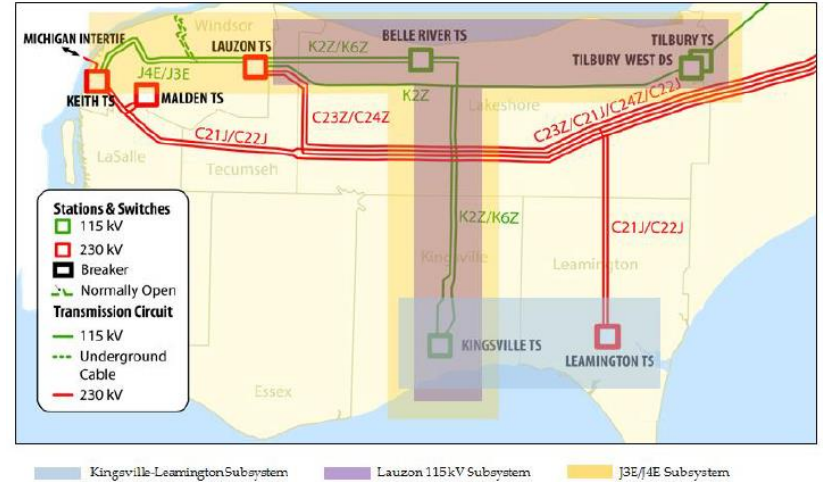 Windsor
MICHIGAN INTERTIE
LAUZON TS
K2Z/K6Z
BELLE RIVER TS
TILBURY TS
TILBURY WEST DS
J4E/J3E
KEITH TS
MALDEN TS
K2Z
Lakeshore
C23Z/C24Z
C23Z/C21J/C24Z/C22J
C21J/C22J
LaSalle
Tecumseh
Stations & Switches
115 kV
230 kV
Breaker
Normally Open
Transmission Circuit
115 kV
Underground
Cable
230 kV
K2Z/K6Z
C21J/C22J
Kingsville
Leamington
KINGSVILLE TS
LEAMINGTON TS
Essex
Kingsville-Leamington Subsystem
Lauzon 115kV Subsystem
J3E/J4E Subsystem